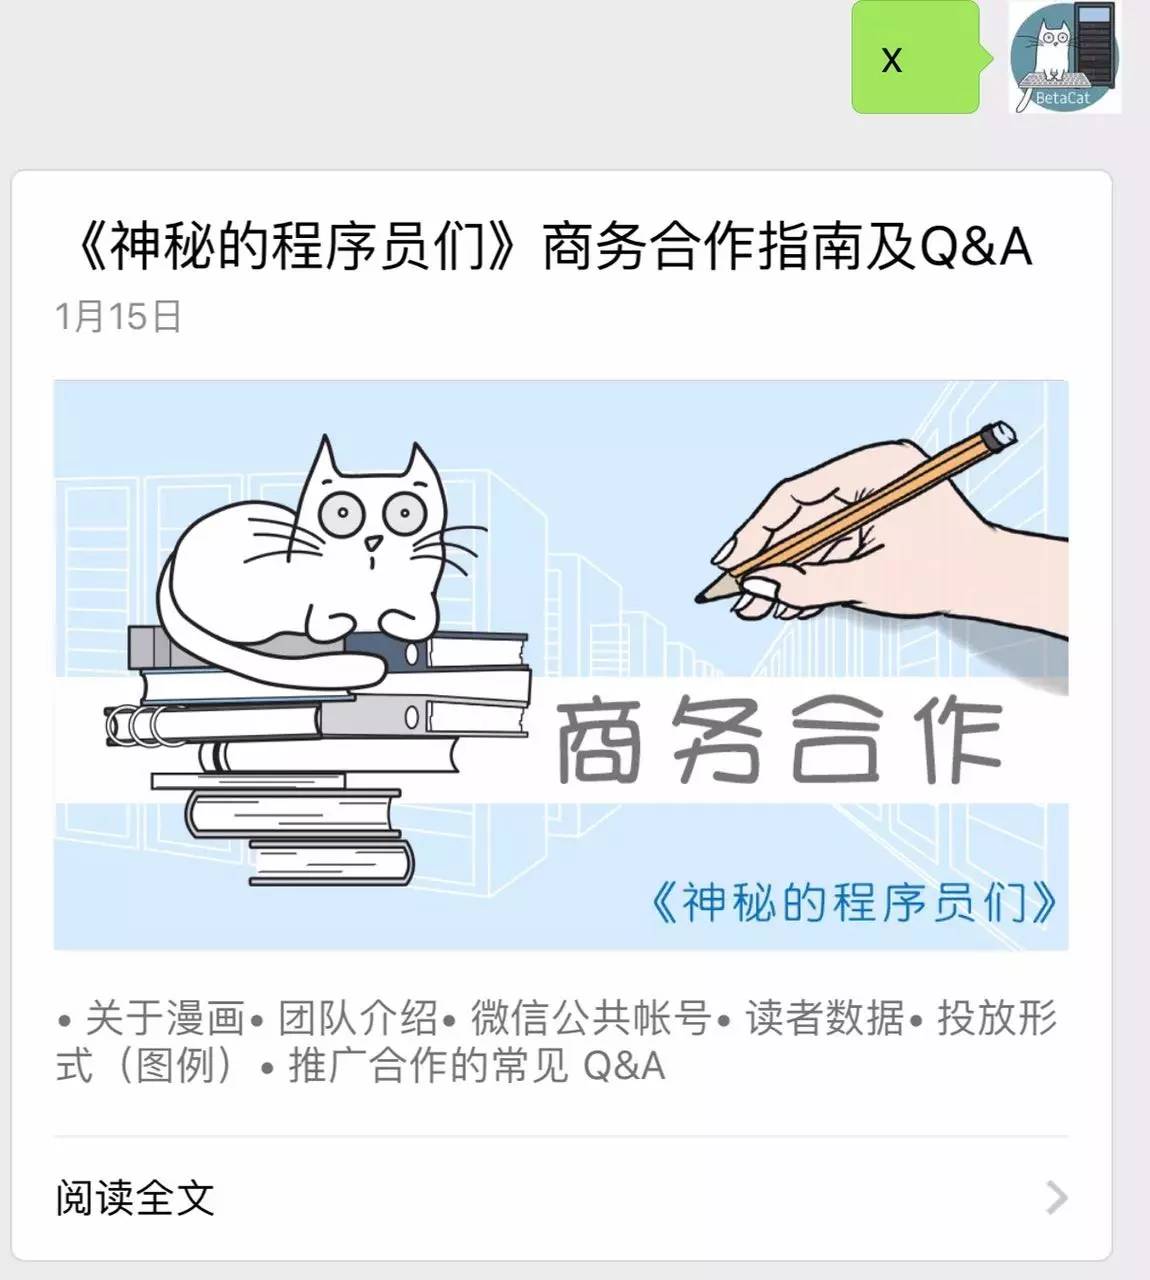 x
BetaCat
《神秘的程序员们》商务合作指南及Q&A
1月15日
商务合作
《神秘的程序员们》
• 关于漫画• 团队介绍• 微信公共帐号• 读者数据• 投放形
式（图例）• 推广合作的常见 Q&A
阅读全文